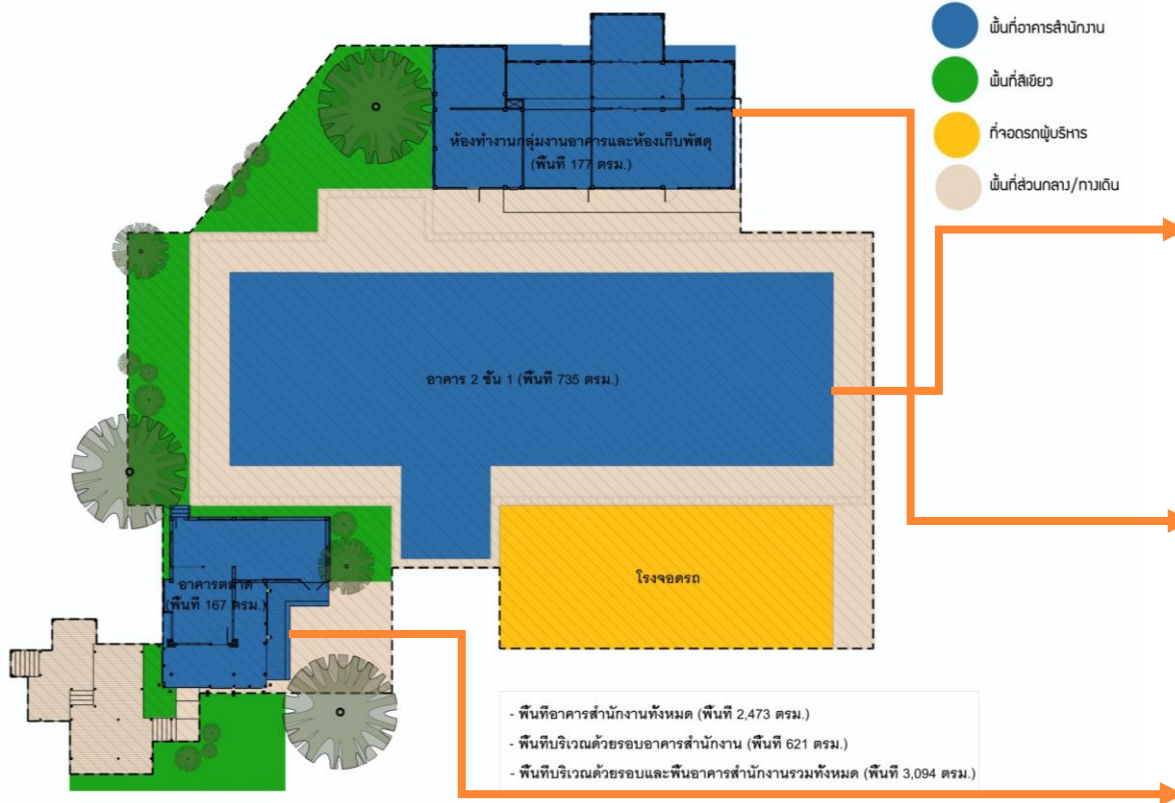 พื้นที่อาคารสำนักงาน
พื้นที่สีเขียว
ที่จอดรถผู้บริหาร
พื้นที่ส่วนกลาง/ทางเดิน
ห้องทำงานกลุ่มงานอาคารและห้องเก็บพัสดุ
(พื้นที่ 177 ตรม.)
อาคาร 2 ชั้น 1 (พื้นที่ 735 ตรม.)
อาคารตลาด
(พื้นที่ 167 ตรม.)
โรงจอดรถ
- พื้นที่อาคารสำนักงานทั้งหมด (พื้นที่ 2,473 ตรม.)
- พื้นที่บริเวณด้วยรอบอาคารสำนักงาน (พื้นที่ 621 ตรม.)
- พื้นที่บริเวณด้วยรอบและพื้นอาคารสำนักงานรวมทั้งหมด (พื้นที่ 3,094 ตรม.)